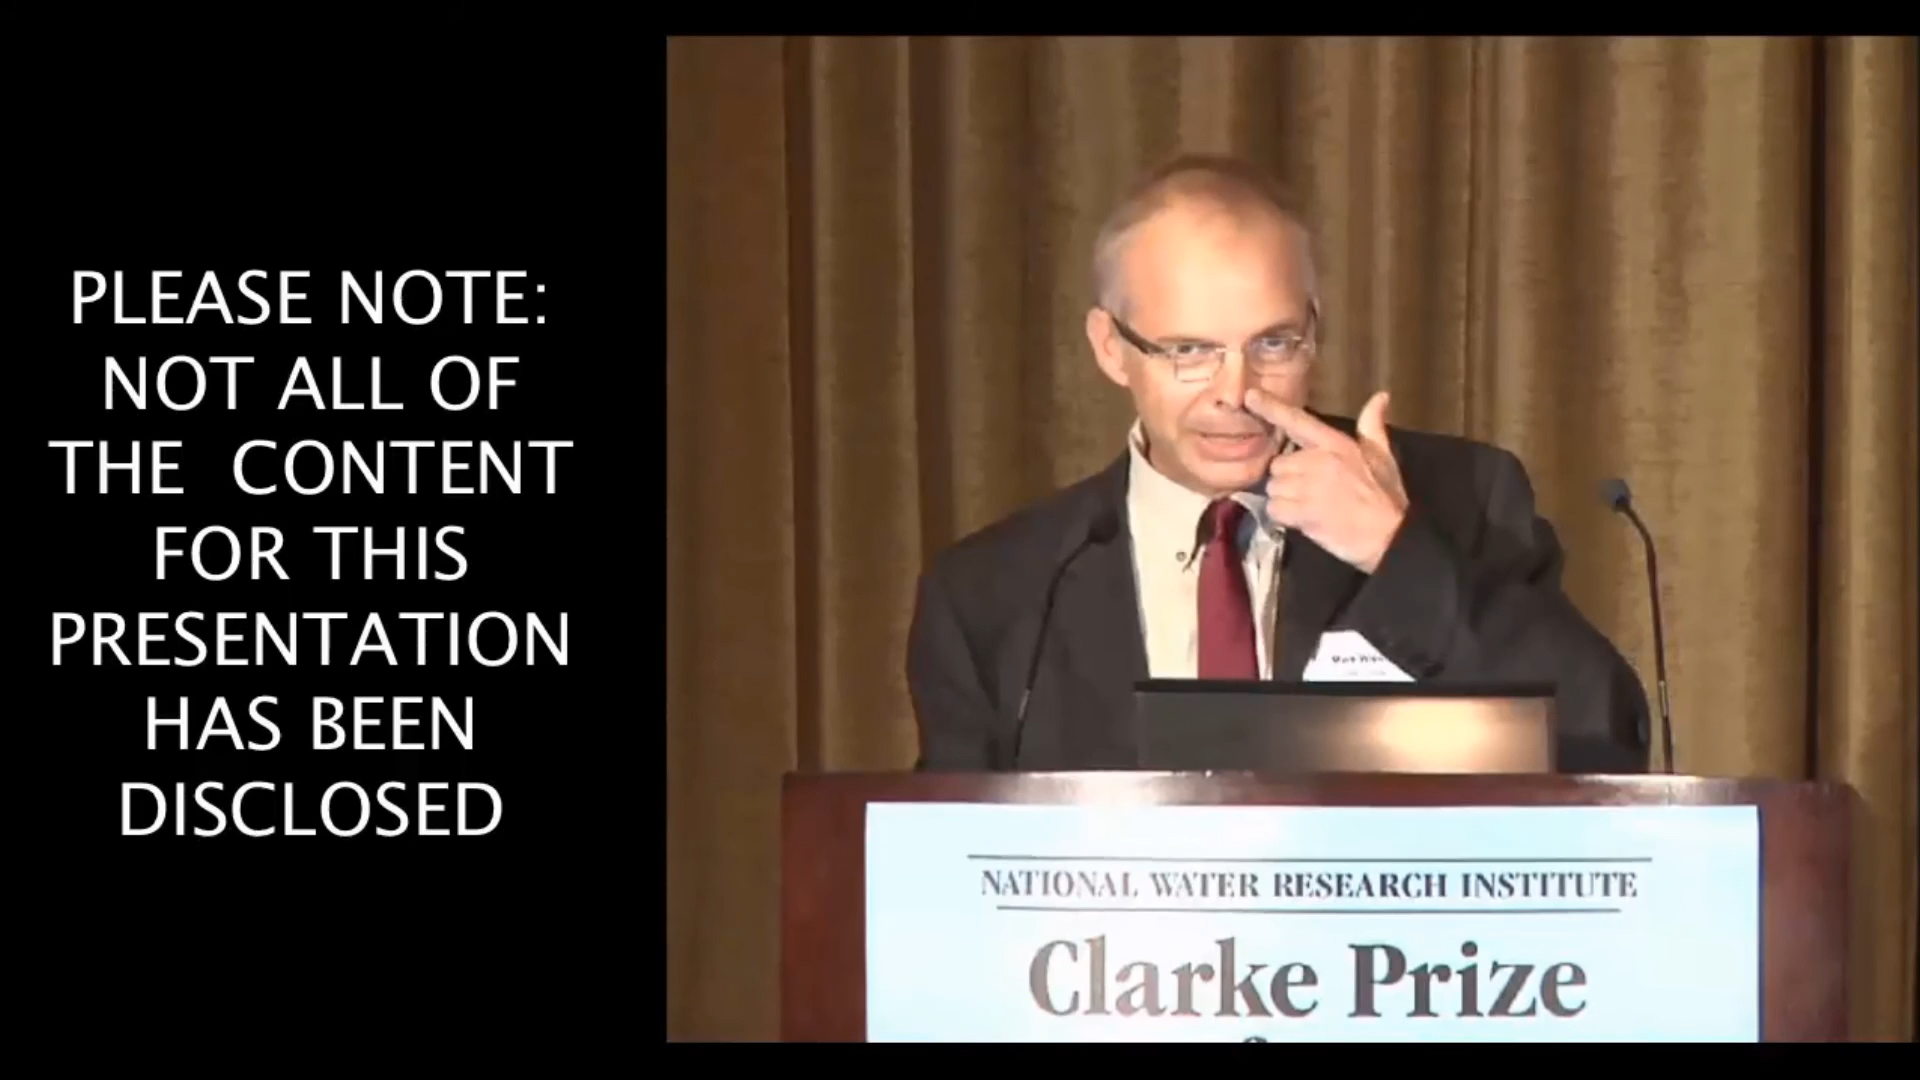 PLEASE NOTE:
NOT ALL OF
THE CONTENT
FOR THIS
PRESENTATION
HAS BEEN
DISCLOSED
NATIONAL WATER RESEARCH INSTITUTE
Clarke Prize